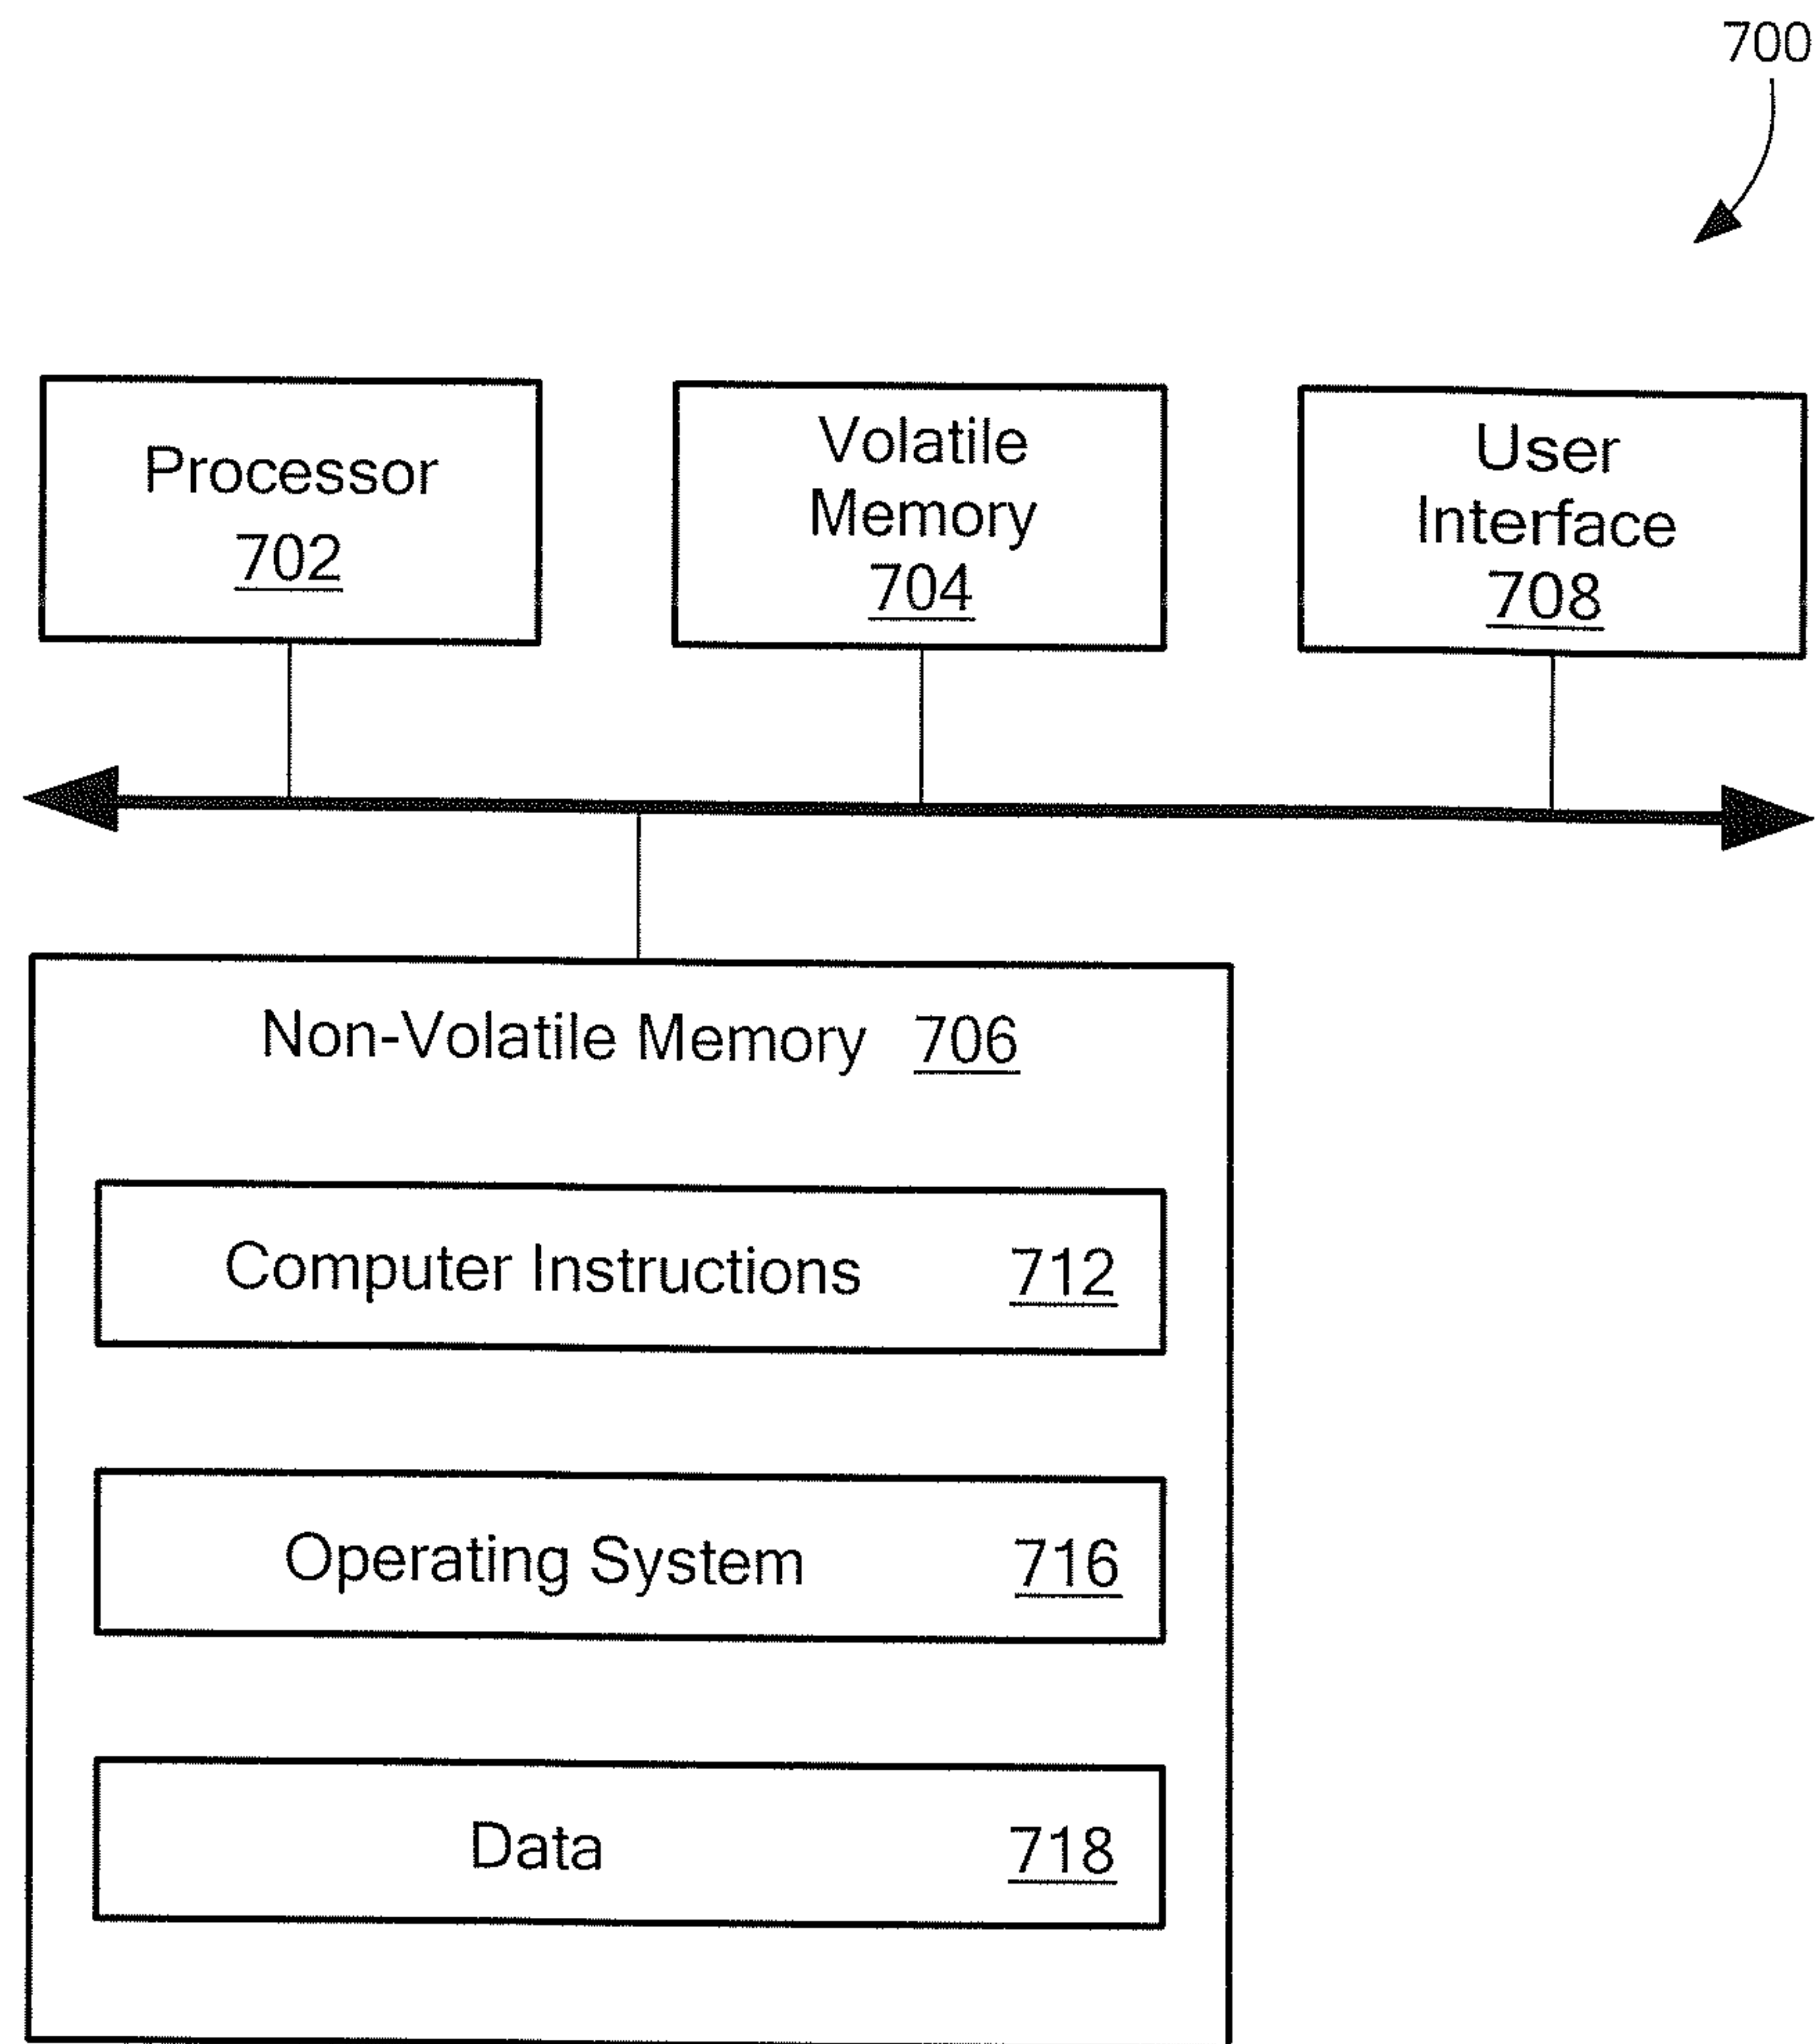 700
Processor
702
Volatile
Memory
704
User
Interface
708
Non-Volatile Memory 706
Computer Instructions 712
Operating System 716
Data 718